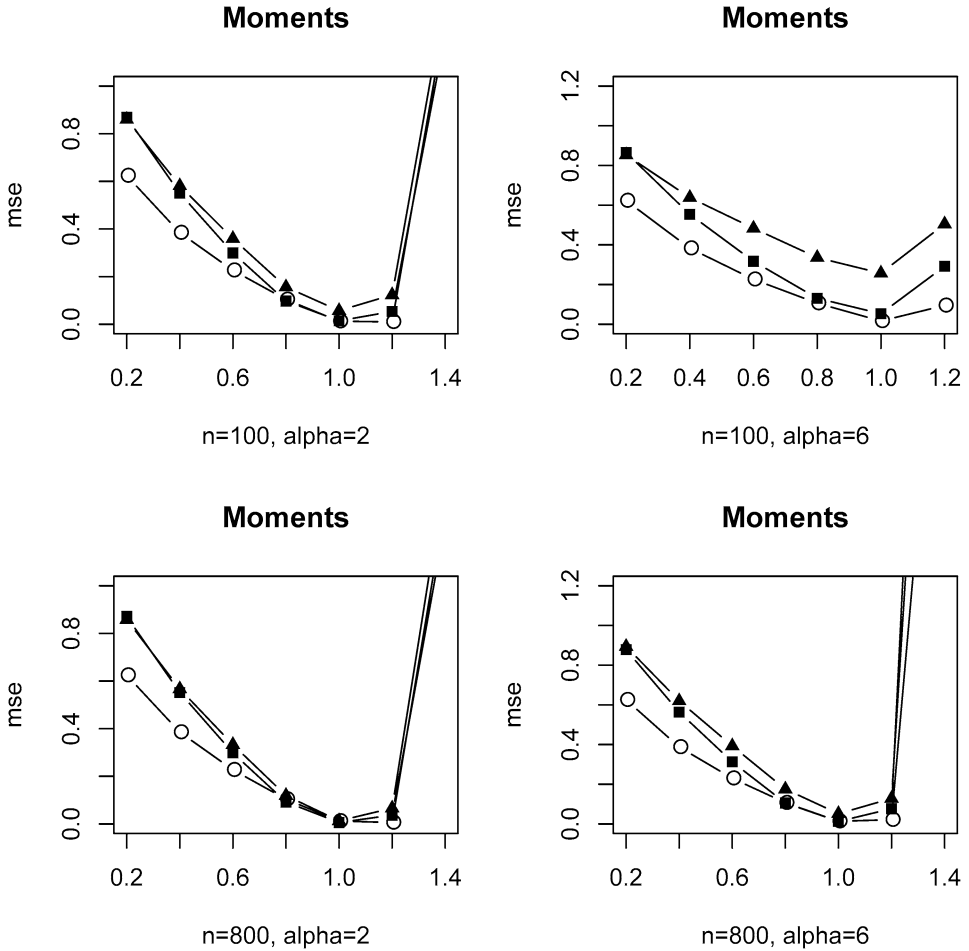 Moments
mse
0.0 0.4 0.8
0.2 0.6 1.0 1.4
n=100, alpha=2
Moments
mse
0.0 0.4 0.8 1.2
0.2 0.4 0.6 0.8 1.0 1.2
n=100, alpha=6
Moments
mse
0.0 0.4 0.8
0.2 0.6 1.0 1.4
n=800, alpha=2
Moments
mse
0.0 0.4 0.8 1.2
0.2 0.6 1.0 1.4
n=800, alpha=6